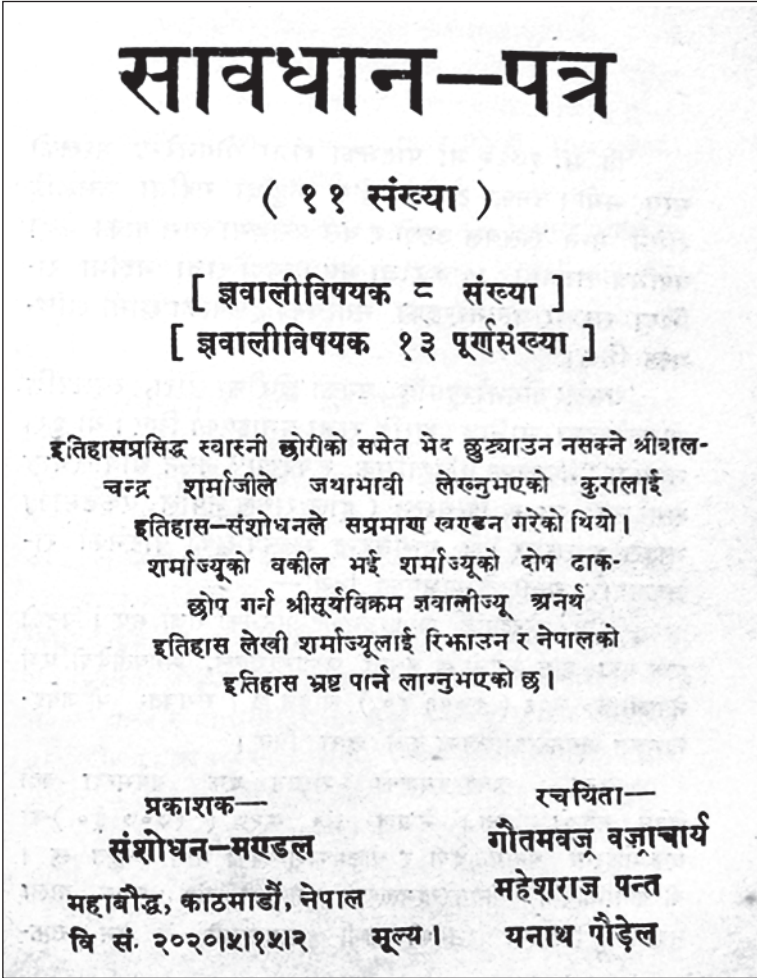 सावधान—पत्र
( ११ संख्या )
[ ज्ञवालीविषयक ८ संख्या ]
[ ज्ञवालीविषयक १३ पूर्णसंख्या ]
इतिहासप्रसिद्ध स्वास्नी छोरीको समेत भेद छुट्याउन नसक्ने श्रीबाल-
चन्द्र शर्माजीले जथाभावी लेख्नुभएको कुरालाई
इतिहास—संशोधनले सप्रमाण खण्डन गरेको थियो।
शर्माज्यूको वकील भई शर्माज्यूको दोष ढाक-
छोप गर्न श्रीसूर्यविक्रम ज्ञवालीज्यू अनर्थ
इतिहास लेखी शर्माज्यूलाई रिझाउन र नेपालको
इतिहास भ्रष्ट पार्न लाग्नुभएको छ।
प्रकाशक—
संशोधन—मण्डल
महाबौद्ध, काठमाडौं, नेपाल
वि सं. २०२०।५।१५।२ मूल्य।
रचयिता—
गौतमवज्र वज्राचार्य
महेशराज पन्त
यनाथ पौड़ेल